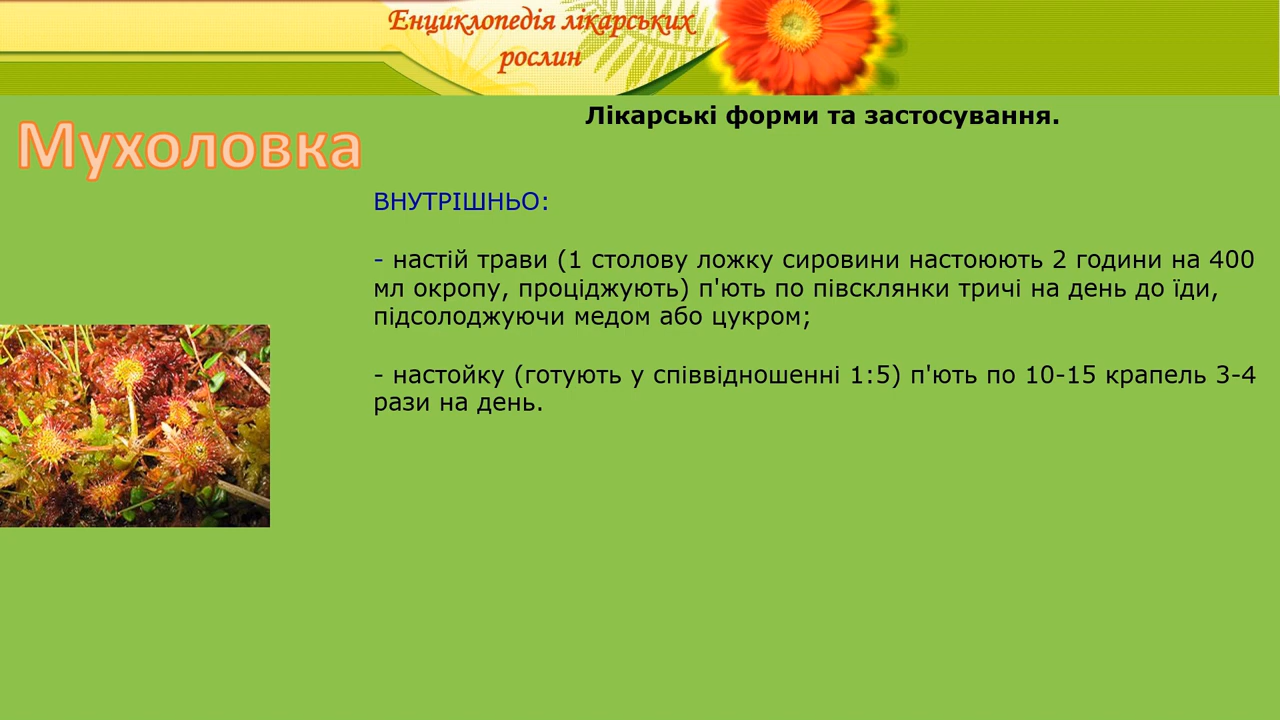 Енциклопедія лікарських
рослин
Лікарські форми та застосування.
Мухоловка
ВНУТРІШНЬО:
- настій трави (1 столову ложку сировини настоюють 2 години на 400
мл окропу, проціджують) п'ють по півсклянки тричі на день до їди,
підсолоджуючи медом або цукром;
- настойку (готують у співвідношенні 1:5) п'ють по 10-15 крапель 3-4
рази на день.